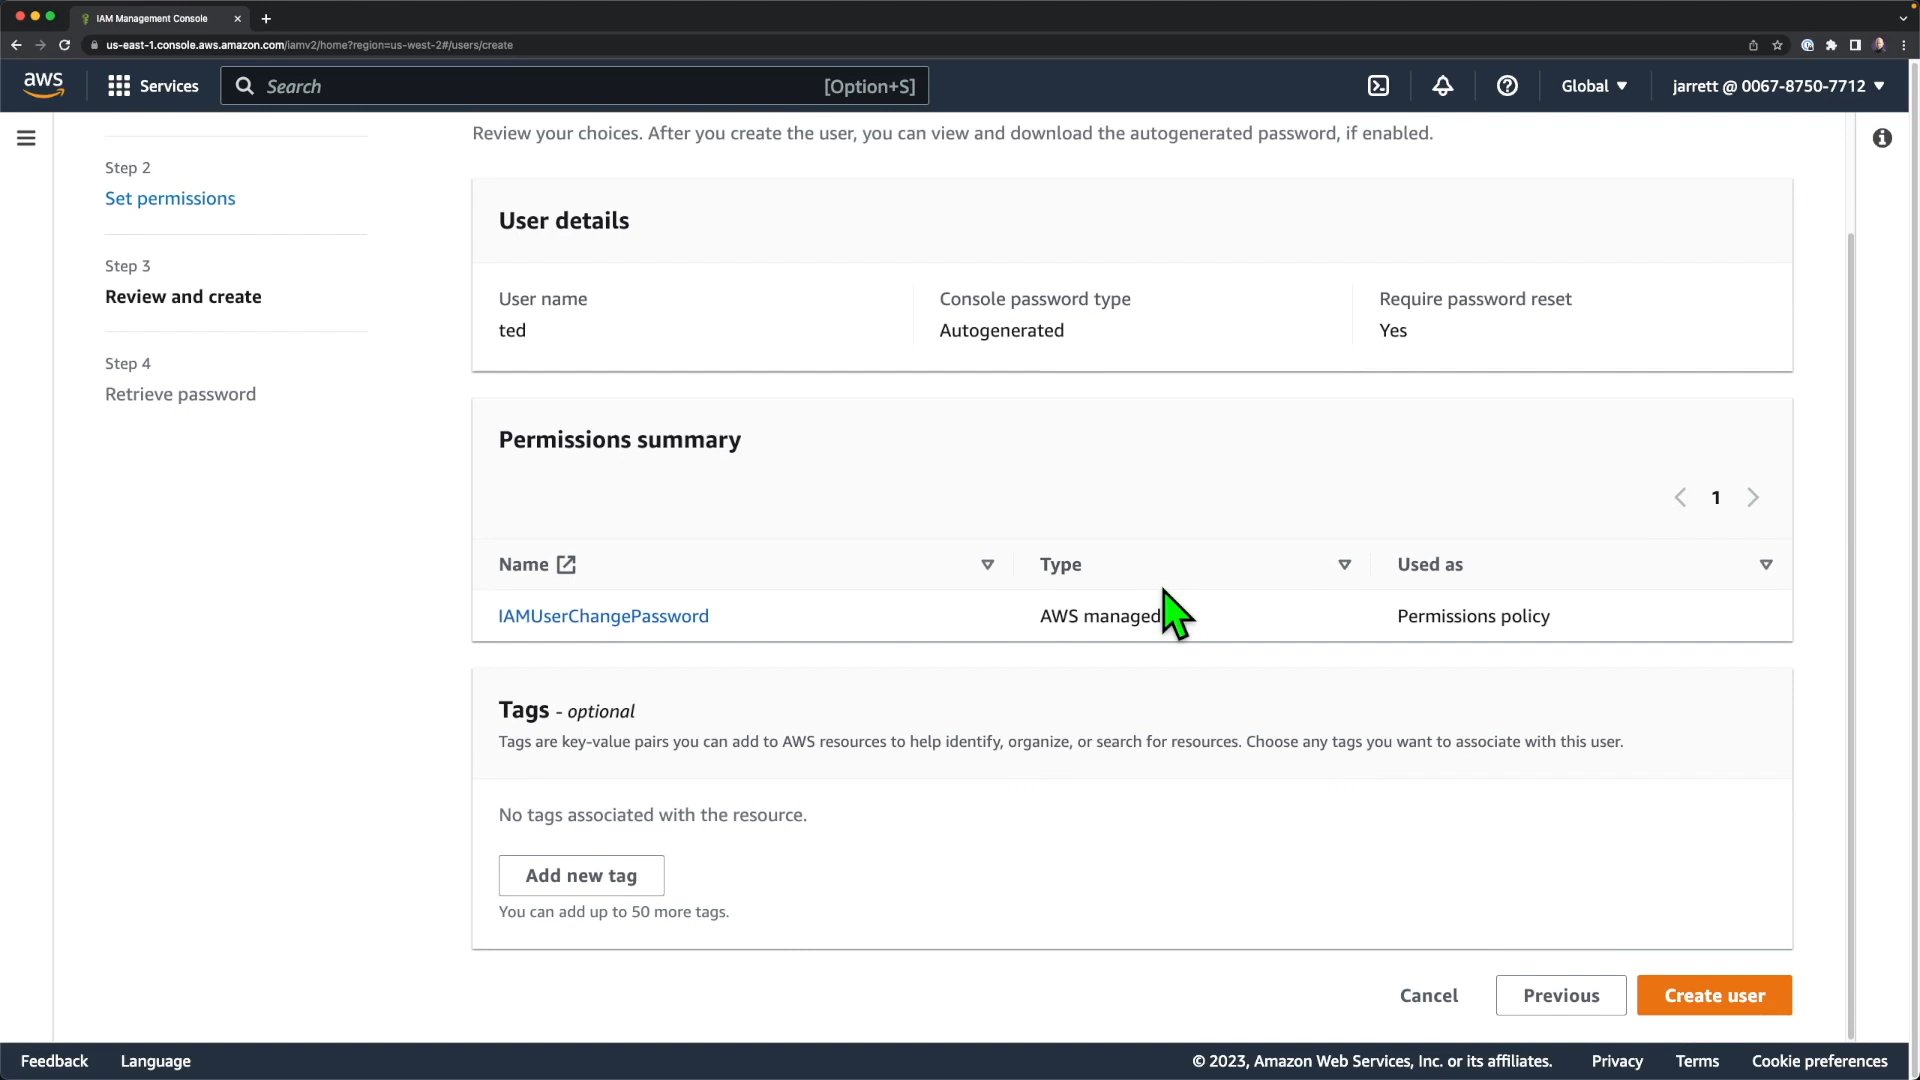 IAM Management Console
us-east-1.console.aws.amazon.com/iamv2/home?region=us-west-2#/users/create
aws
Services
Search
[Option+S]
Global
jarrett @ 0067-8750-7712
Review your choices. After you create the user, you can view and download the autogenerated password, if enabled.
Step 2
Set permissions
Step 3
Review and create
Step 4
Retrieve password
User details
User name
ted
Console password type
Autogenerated
Require password reset
Yes
Permissions summary
1
Name
Type
Used as
IAMUserChangePassword
AWS managed
Permissions policy
Tags - optional
Tags are key-value pairs you can add to AWS resources to help identify, organize, or search for resources. Choose any tags you want to associate with this user.
No tags associated with the resource.
Add new tag
You can add up to 50 more tags.
Cancel
Previous
Create user
Feedback
Language
© 2023, Amazon Web Services, Inc. or its affiliates.
Privacy
Terms
Cookie preferences